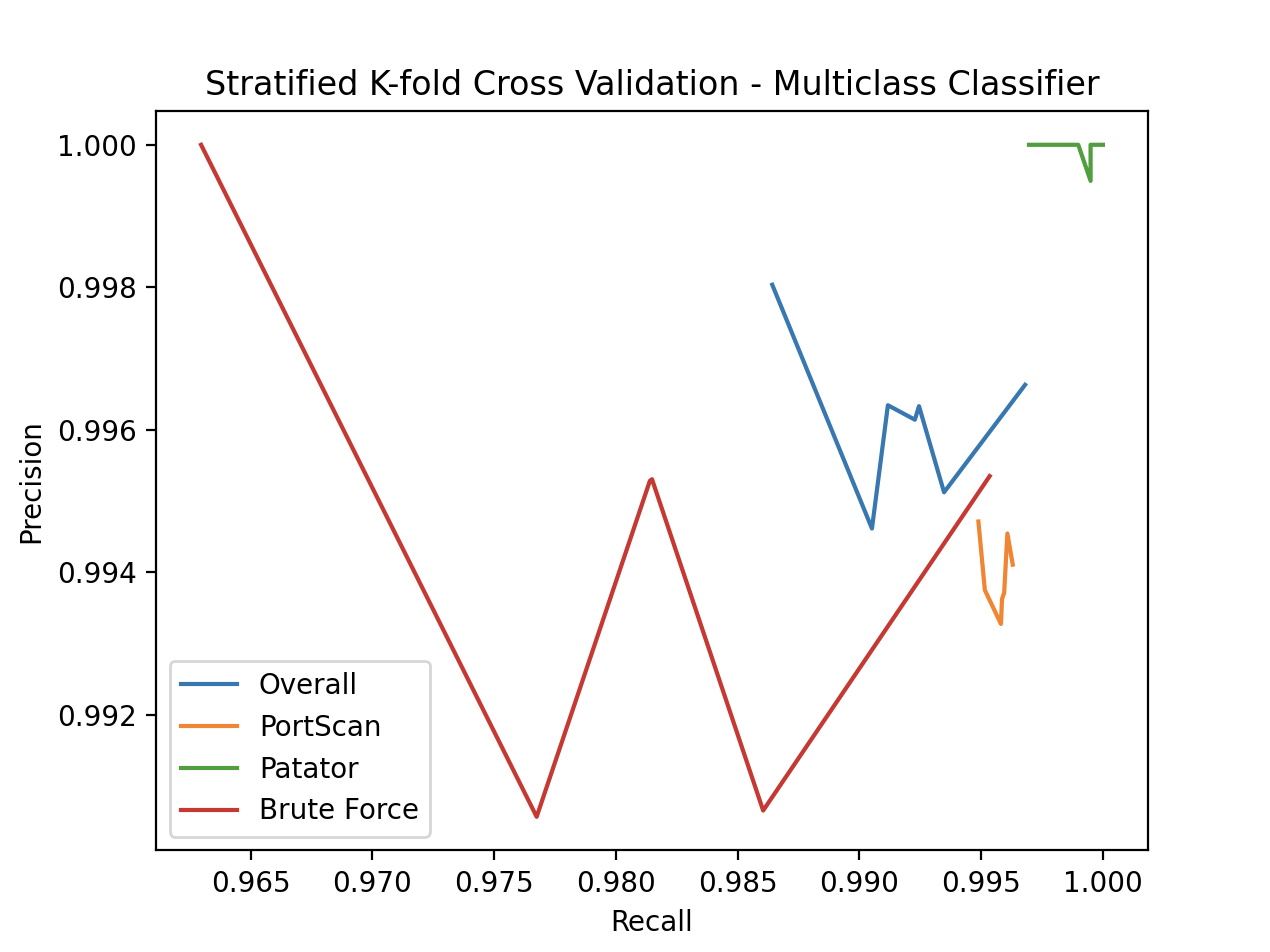 Stratified K-fold Cross Validation - Multiclass Classifier
1.000
0.998
0.996
0.994
0.992
Precision
Overall
PortScan
Patator
Brute Force
0.965 0.970 0.975 0.980 0.985 0.990 0.995 1.000
Recall